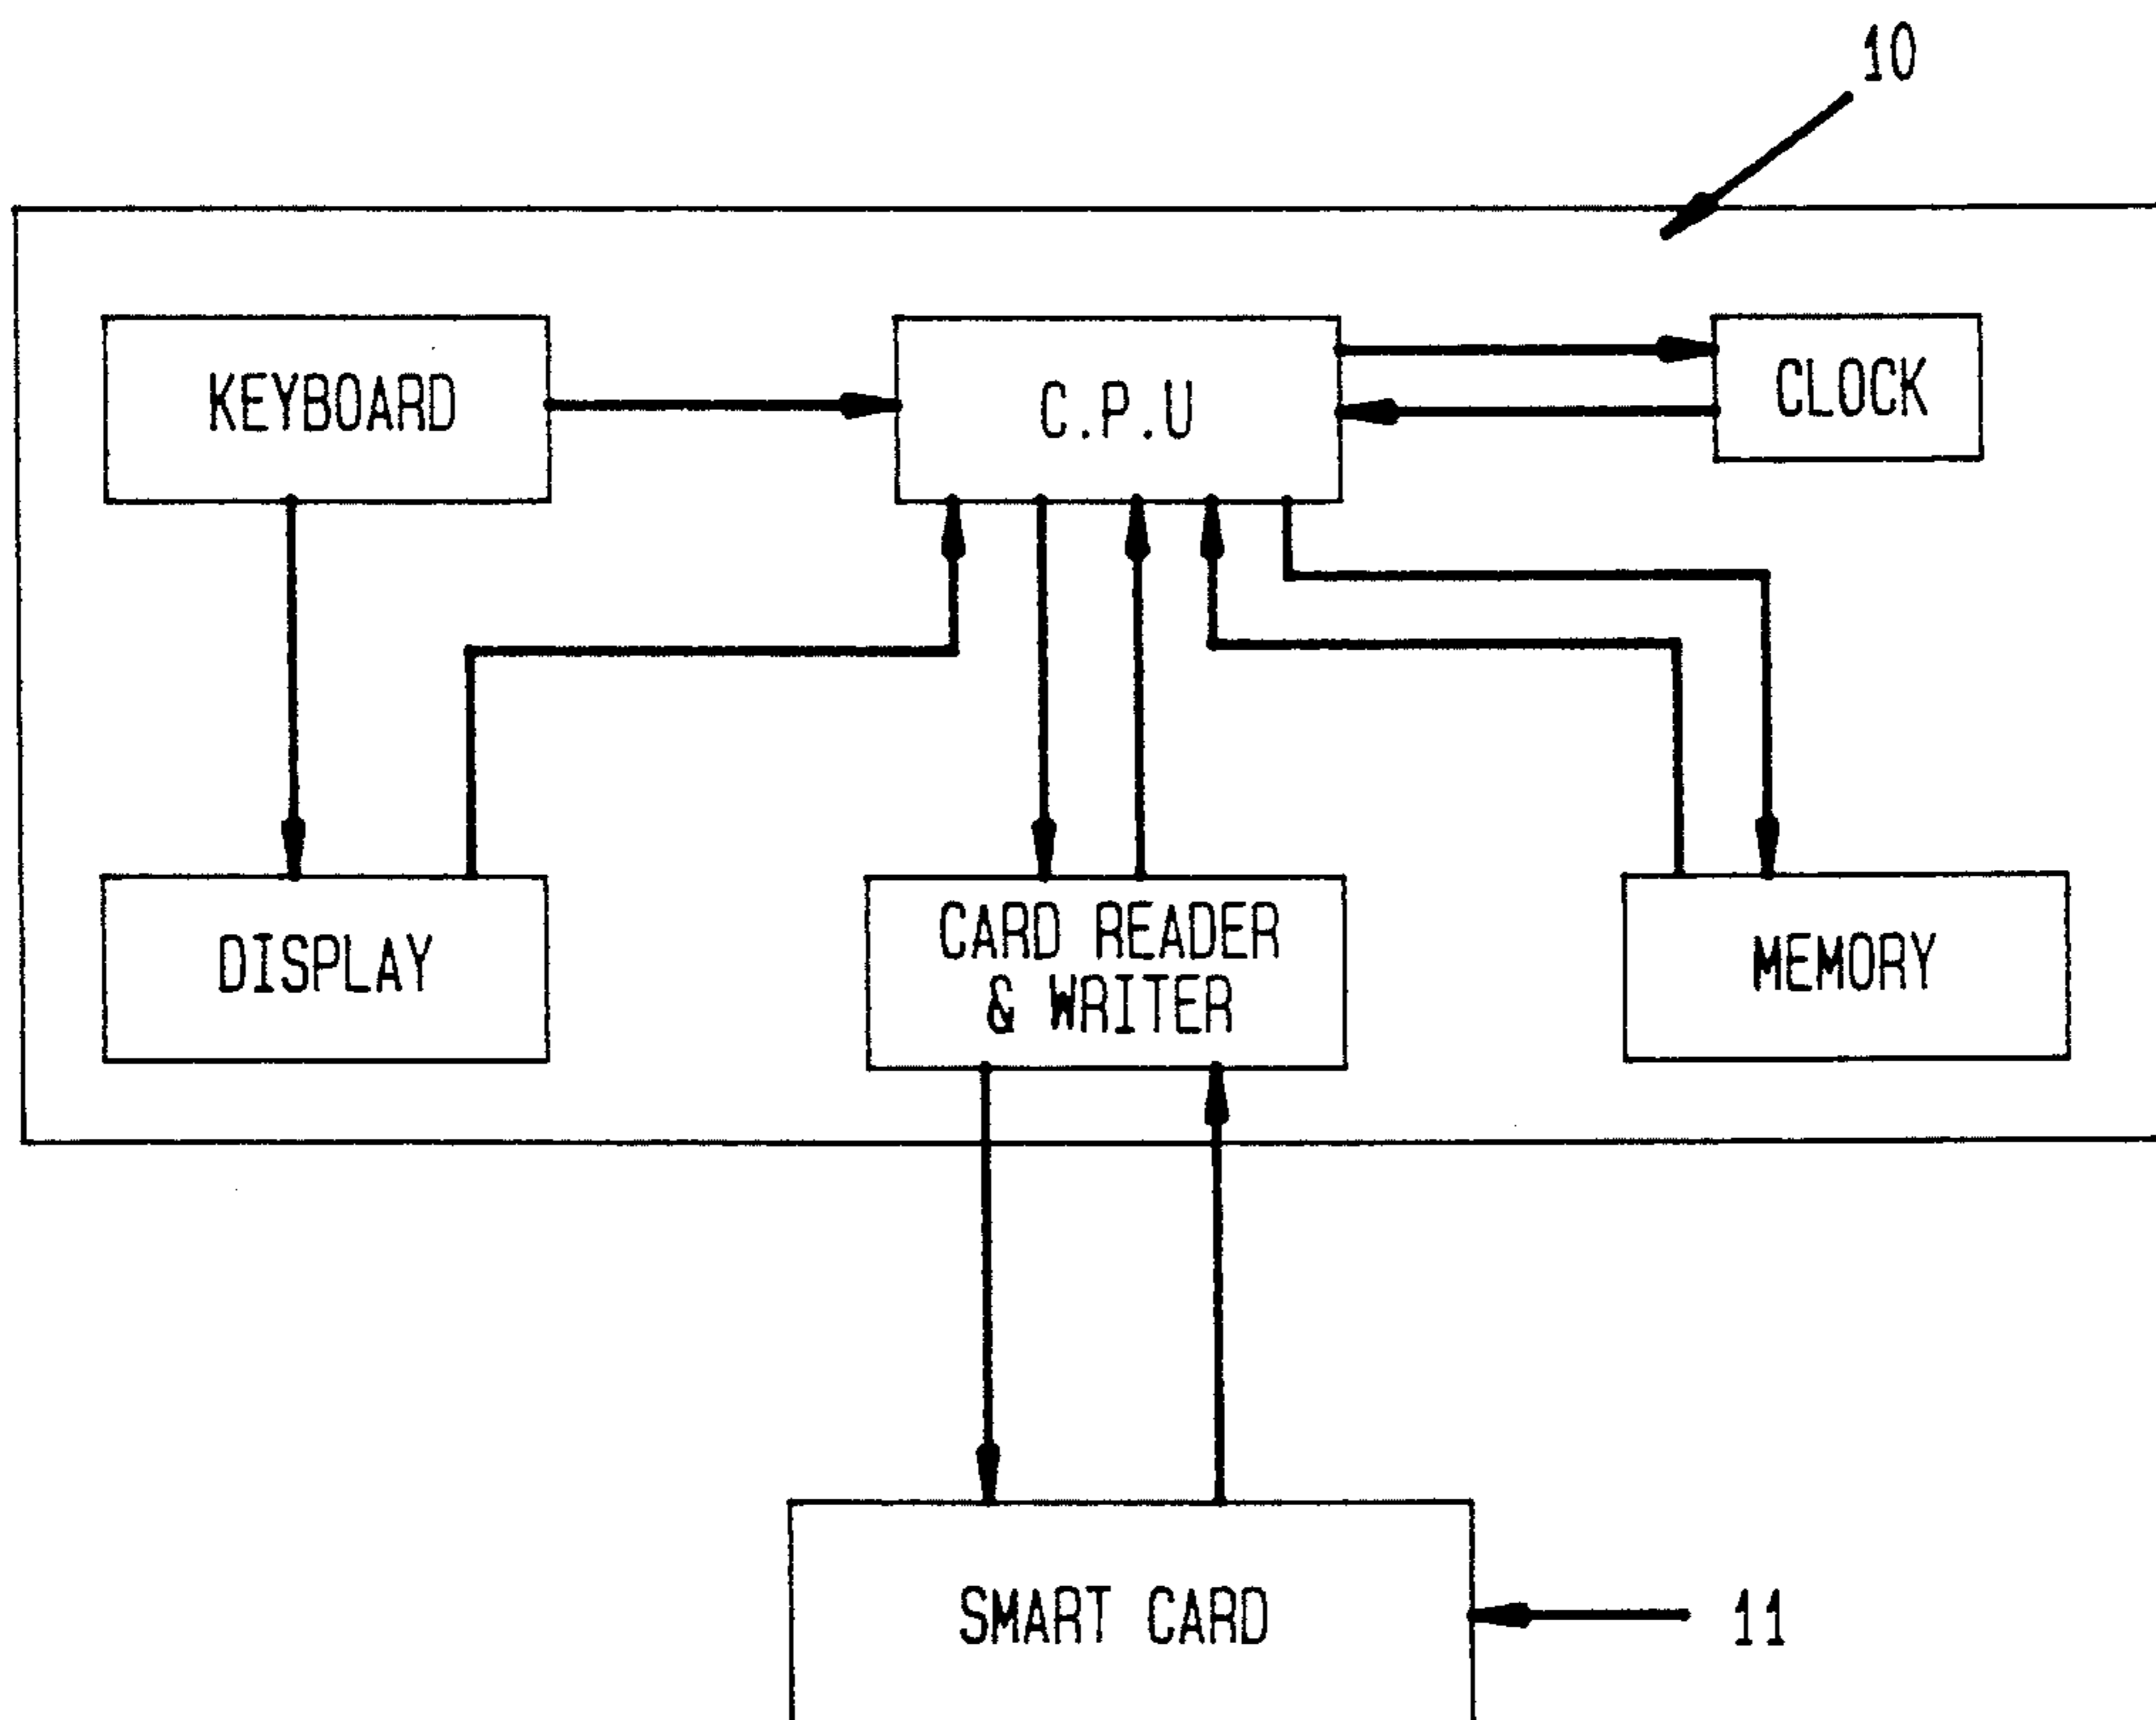 10
KEYBOARD
C.P.U
CLOCK
DISPLAY
CARD READER
& WRITER
MEMORY
SMART CARD
11